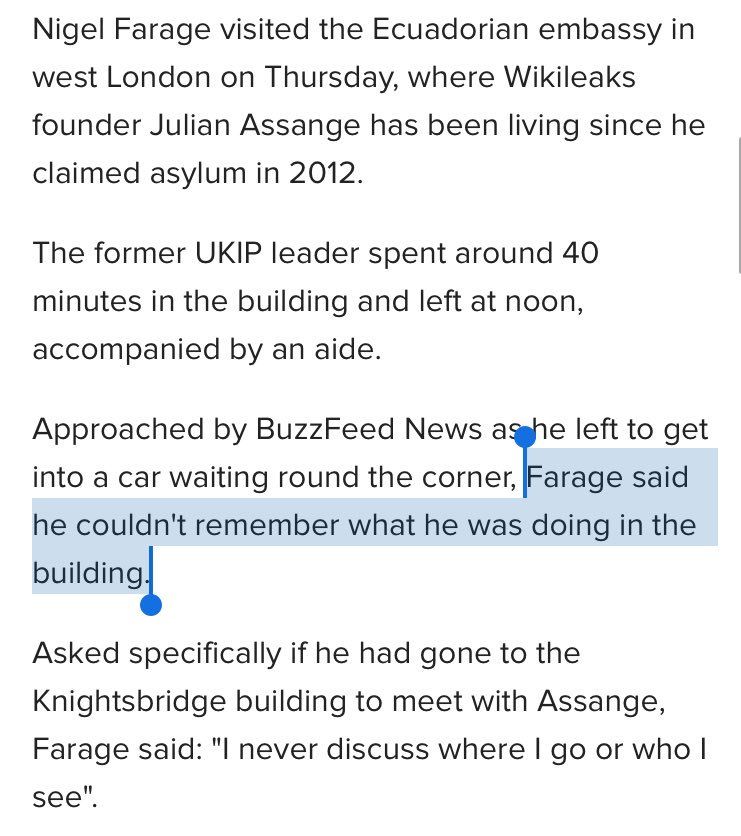 Nigel Farage visited the Ecuadorian embassy in
west London on Thursday, where Wikileaks
founder Julian Assange has been living since he
claimed asylum in 2012.
The former UKIP leader spent around 40
minutes in the building and left at noon,
accompanied by an aide.
Approached by BuzzFeed News as he left to get
into a car waiting round the corner, Farage said
he couldn't remember what he was doing in the
building.
Asked specifically if he had gone to the
Knightsbridge building to meet with Assange,
Farage said: "I never discuss where I go or who I
see".